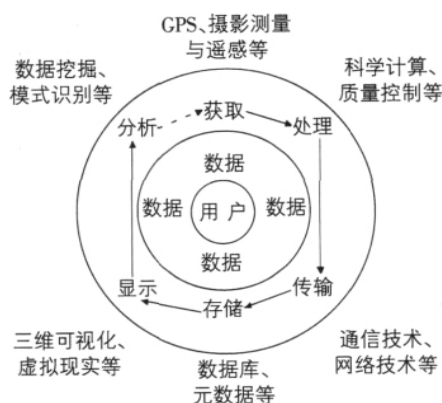 GPS、摄影测量
与遥感等
数据挖掘、
模式识别等
科学计算、
质量控制等
分析
获取
处理
数据
数据
用户
数据
数据
显示
存储
传输
三维可视化、
虚拟现实等
数据库、
元数据等
通信技术、
网络技术等